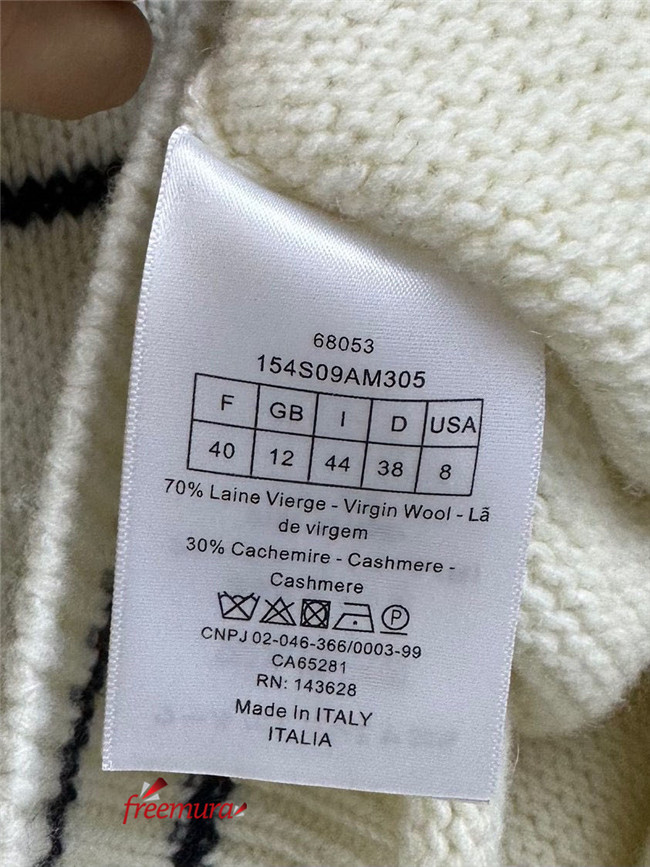 68053
154S09AM305
F GB I D USA
40 12 44 38 8
70% Laine Vierge - Virgin Wool - Lã
de virgem
30% Cachemire - Cashmere -
Cashmere
P
CNPJ 02-046-366/0003-99
CA65281
RN: 143628
Made in ITALY
ITALIA
freemura